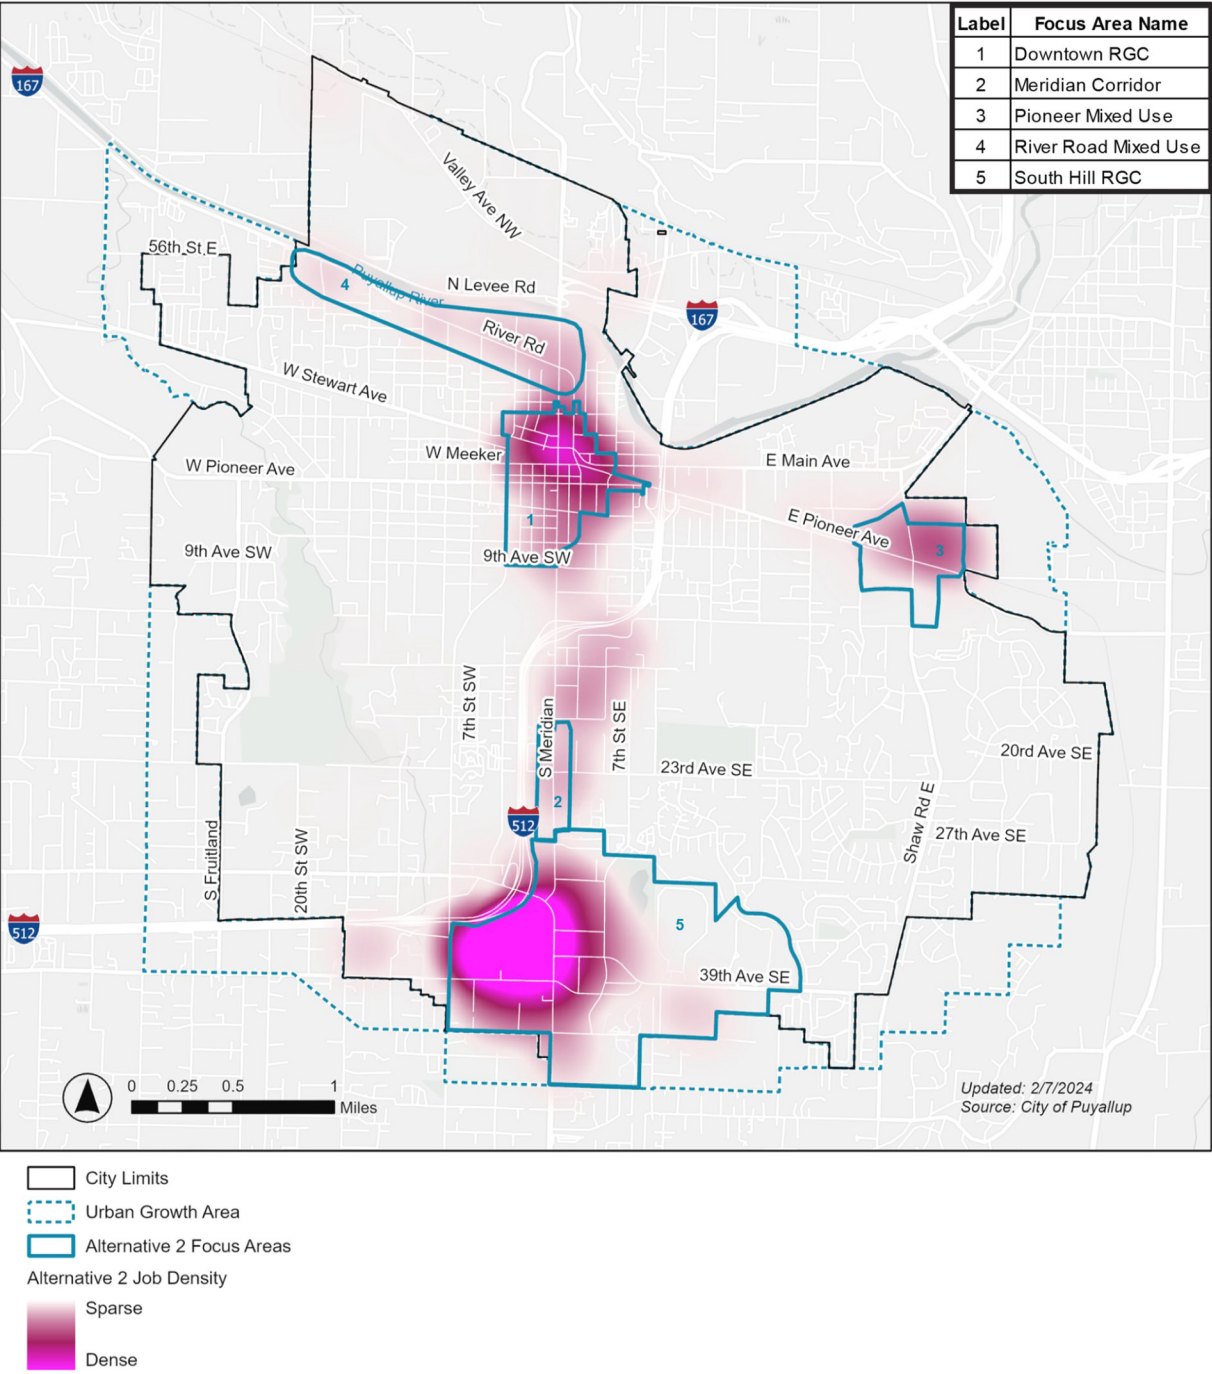 Label Focus Area Name
1 Downtown RGC
2 Meridian Corridor
3 Pioneer Mixed Use
4 River Road Mixed Use
5 South Hill RGC
167
Valley Ave NW
56th St E
4
Puyallup River
N Levee Rd
167
River Rd
W Stewart Ave
W Meeker
E Main Ave
W Pioneer Ave
1
E Pioneer Ave
3
9th Ave SW
9th Ave SW
7th St SW
S Meridian
7th St SE
20th Ave SE
23rd Ave SE
2
512
Shaw Rd E
27th Ave SE
S Fruitland
20th St SW
512
5
39th Ave SE
0 0.25 0.5 1
Miles
Updated: 2/7/2024
Source: City of Puyallup
City Limits
Urban Growth Area
Alternative 2 Focus Areas
Alternative 2 Job Density
Sparse
Dense